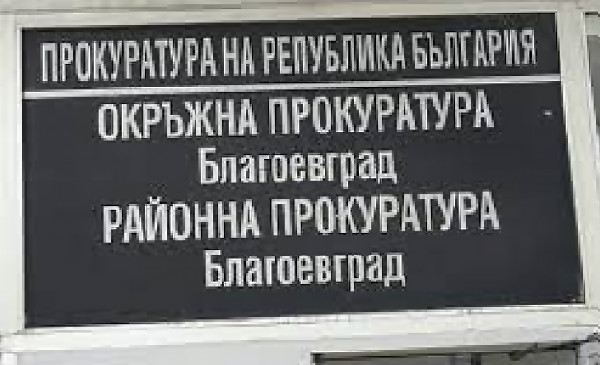 ПРОКУРАТУРА НА РЕПУБЛИКА БЪЛГАРИЯ
ОКРЪЖНА ПРОКУРАТУРА
Благоевград
РАЙОННА ПРОКУРАТУРА
Благоевград